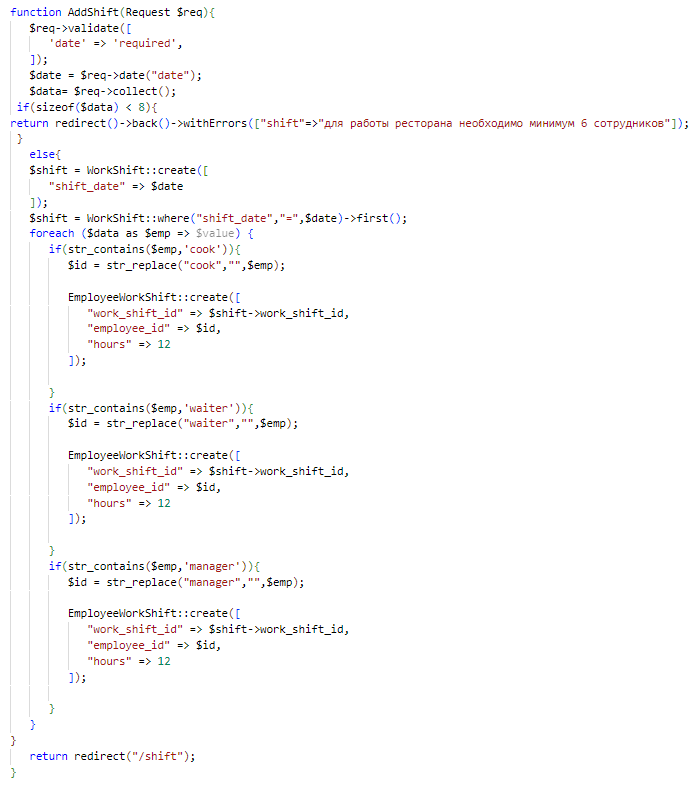 function AddShift(Request $req){
$req->validate([
'date' => 'required',
]);
$date = $req->date("date");
$data= $req->collect();
if(sizeof($data) < 8){
return redirect()->back()->withErrors(["shift"=>"для работы ресторана необходимо минимум 6 сотрудников"]);
}
else{
$shift = WorkShift::create([
"shift_date" => $date
]);
$shift = WorkShift::where("shift_date","=",$date)->first();
foreach ($data as $emp => $value) {
if(str_contains($emp,'cook')){
$id = str_replace("cook","",$emp);
EmployeeWorkShift::create([
"work_shift_id" => $shift->work_shift_id,
"employee_id" => $id,
"hours" => 12
]);
}
if(str_contains($emp,'waiter')){
$id = str_replace("waiter","",$emp);
EmployeeWorkShift::create([
"work_shift_id" => $shift->work_shift_id,
"employee_id" => $id,
"hours" => 12
]);
}
if(str_contains($emp,'manager')){
$id = str_replace("manager","",$emp);
EmployeeWorkShift::create([
"work_shift_id" => $shift->work_shift_id,
"employee_id" => $id,
"hours" => 12
]);
}
}
}
return redirect("/shift");
}